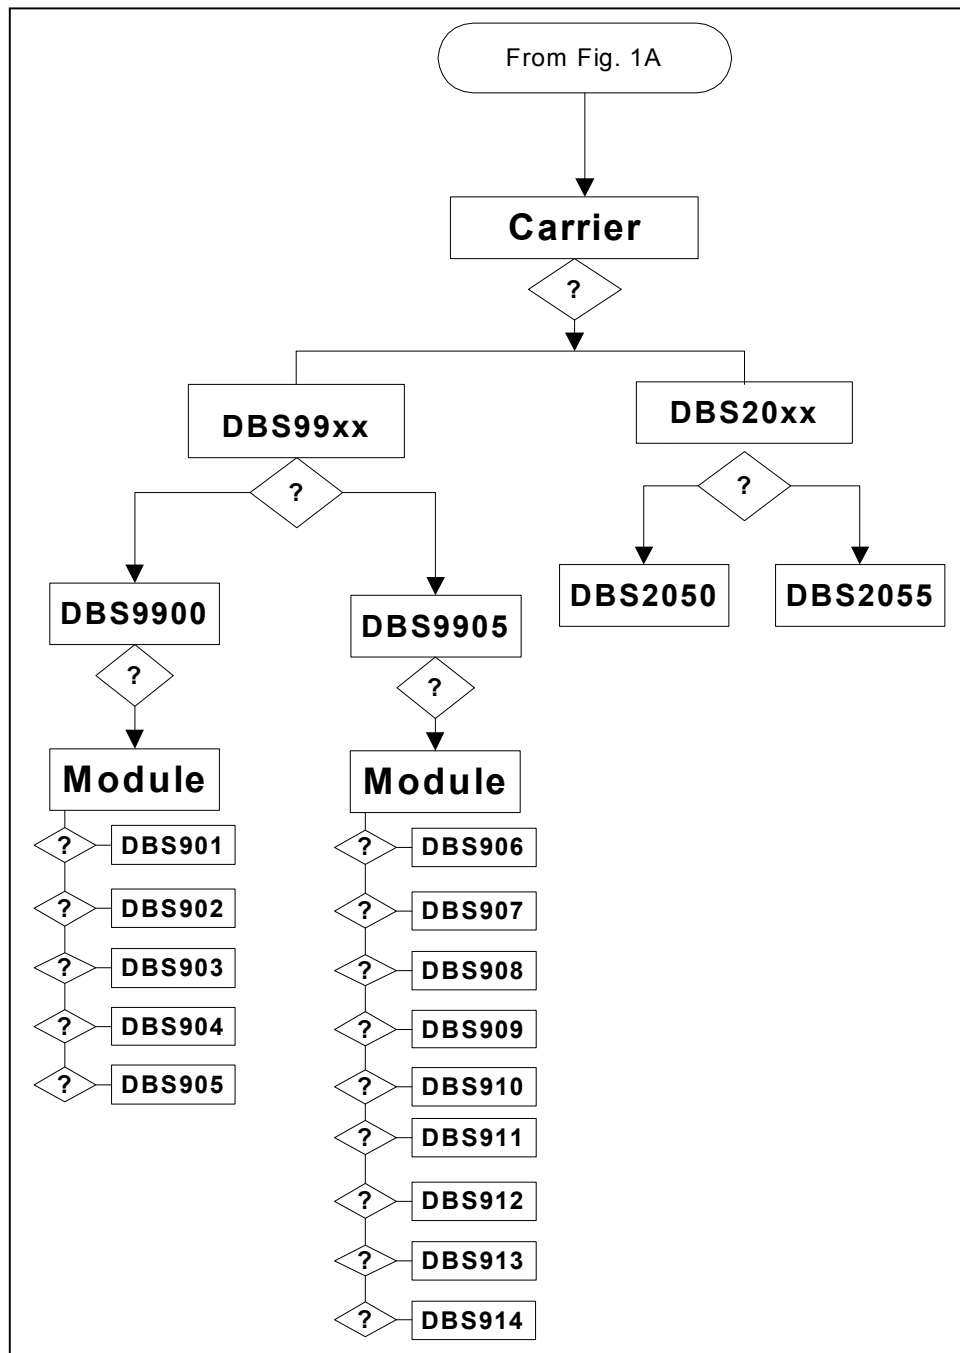 From Fig. 1A
Carrier
?
DBS99xx
DBS20xx
?
?
DBS9900
DBS9905
DBS2050
DBS2055
?
?
Module
Module
? DBS901
? DBS902
? DBS903
? DBS904
? DBS905
? DBS906
? DBS907
? DBS908
? DBS909
? DBS910
? DBS911
? DBS912
? DBS913
? DBS914